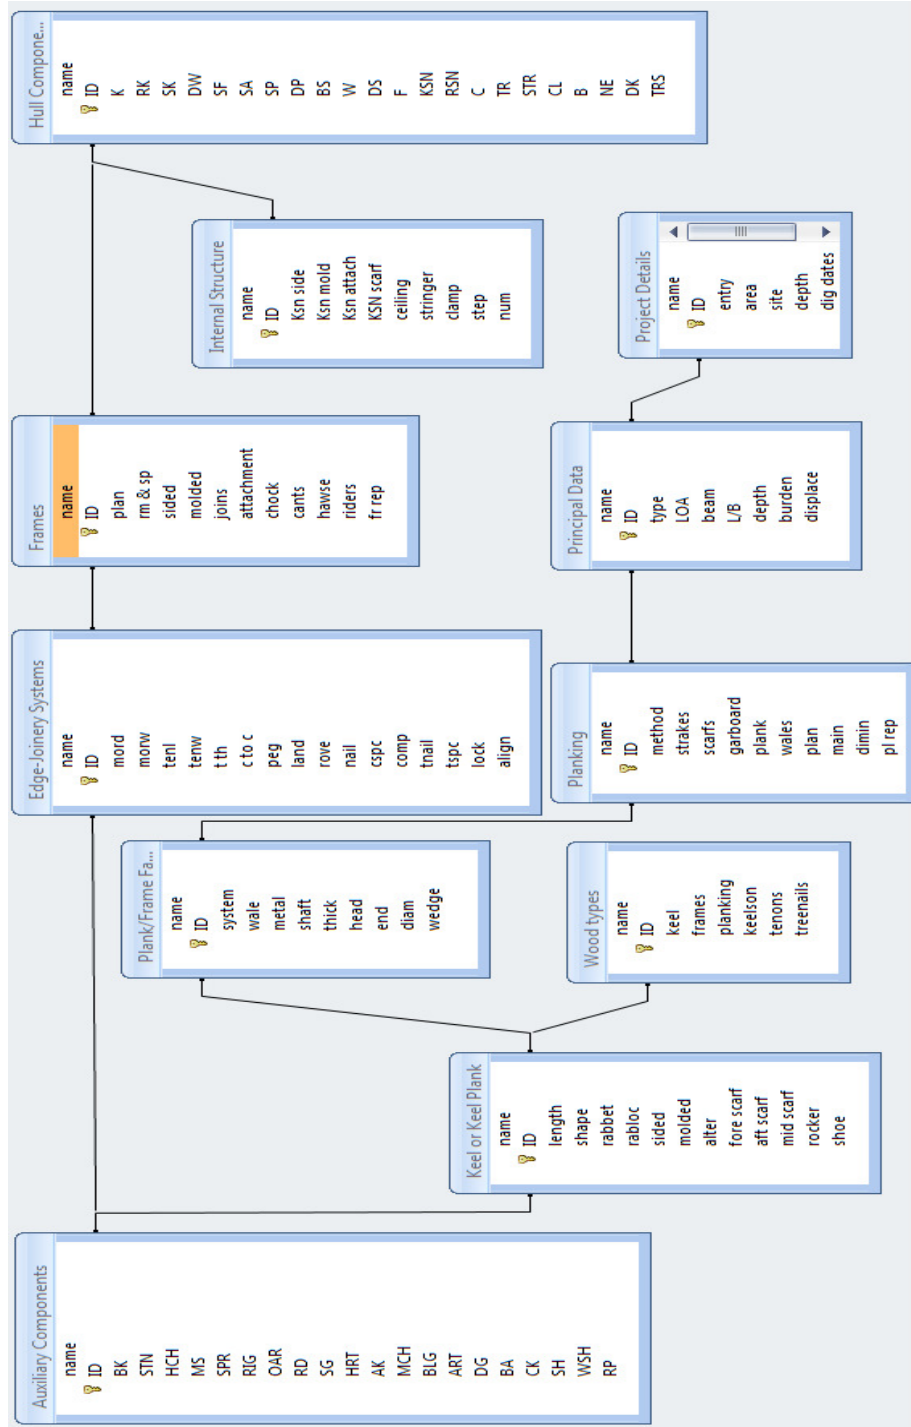 Auxiliary Components
name
ID
BK
STN
HCH
MS
SPR
RIG
OAR
RD
SG
HRT
AK
MCH
BLG
ART
DG
BA
CK
SH
WSH
RP
Keel or Keel Plank
name
ID
length
shape
rabbet
rabloc
sided
molded
alter
fore scarf
aft scarf
mid scarf
rocker
shoe
Plank/Frame Fa...
name
ID
system
wale
metal
shaft
thick
head
end
diam
wedge
Wood types
name
ID
keel
frames
planking
keelson
tenons
treenails
Edge-Joinery Systems
name
ID
mord
monw
tenl
tenw
t th
c to c
peg
land
rove
nail
cspc
comp
tnail
tspc
lock
align
Planking
name
ID
method
strakes
scarfs
garboard
plank
wales
plan
main
dimin
pl rep
Frames
name
ID
plan
rm & sp
sided
molded
joins
attachment
chock
cants
hawse
riders
fr rep
Principal Data
name
ID
type
LOA
beam
L/B
depth
burden
displace
Internal Structure
name
ID
Ksn side
Ksn mold
Ksn attach
KSN scarf
ceiling
stringer
clamp
step
num
Project Details
name
ID
entry
area
site
depth
dig dates
Hull Compone...
name
ID
K
RK
SK
DW
SF
SA
SP
DP
BS
W
DS
F
KSN
RSN
C
TR
STR
CL
B
NE
DK
TRS